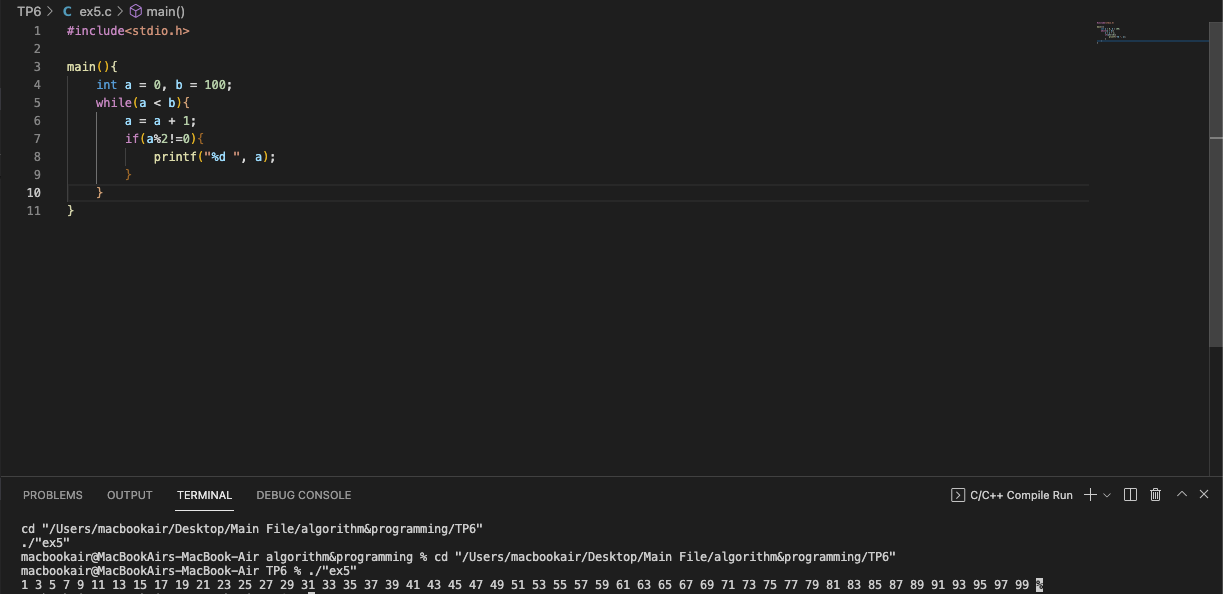 TP6 > C ex5.c > main()
1 #include<stdio.h>
2
3 main(){
4 int a = 0, b = 100;
5 while(a < b){
6 a = a + 1;
7 if(a%2!=0){
8 printf("%d ", a);
9 }
10 }
11 }
PROBLEMS OUTPUT TERMINAL DEBUG CONSOLE C/C++ Compile Run
cd "/Users/macbookair/Desktop/Main File/algorithm&programming/TP6"
./"ex5"
macbookair@MacBookAirs-MacBook-Air algorithm&programming % cd "/Users/macbookair/Desktop/Main File/algorithm&programming/TP6"
macbookair@MacBookAirs-MacBook-Air TP6 % ./"ex5"
1 3 5 7 9 11 13 15 17 19 21 23 25 27 29 31 33 35 37 39 41 43 45 47 49 51 53 55 57 59 61 63 65 67 69 71 73 75 77 79 81 83 85 87 89 91 93 95 97 99 %